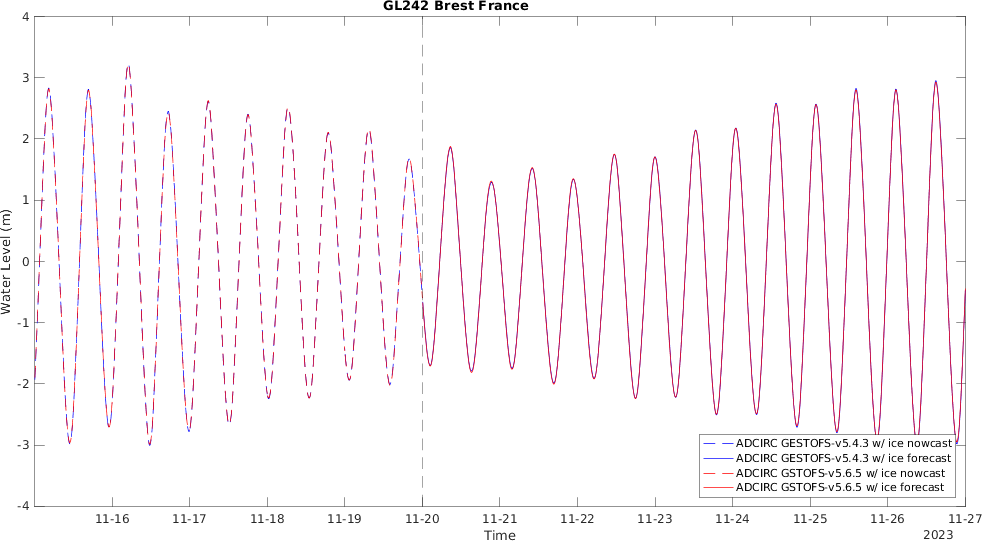 GL242 Brest France
4
3
2
1
0
-1
-2
-3
-4
Water Level (m)
ADCIRC GESTOFS-v5.4.3 w/ ice nowcast
ADCIRC GESTOFS-v5.4.3 w/ ice forecast
ADCIRC GSTOFS-v5.6.5 w/ ice nowcast
ADCIRC GSTOFS-v5.6.5 w/ ice forecast
11-16 11-17 11-18 11-19 11-20 11-21 11-22 11-23 11-24 11-25 11-26 11-27
Time
2023